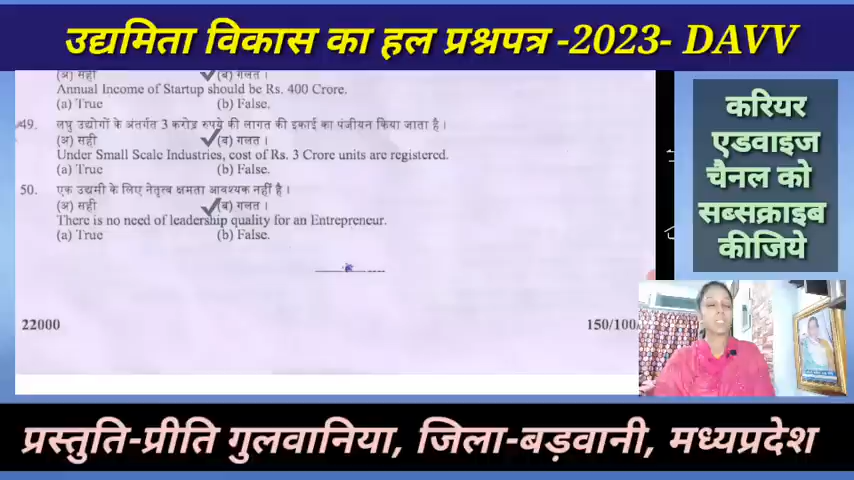 उद्यमिता विकास का हल प्रश्नपत्र -2023- DAVV
(अ) सही (ब) गलत ।
Annual Income of Startup should be Rs. 400 Crore.
(a) True (b) False.
49. लघु उद्योगों के अंतर्गत 3 करोड़ रुपये की लागत की इकाई का पंजीयन किया जाता है ।
(अ) सही (ब) गलत ।
Under Small Scale Industries, cost of Rs. 3 Crore units are registered.
(a) True (b) False.
50. एक उद्यमी के लिए नेतृत्व क्षमता आवश्यक नहीं है ।
(अ) सही (ब) गलत ।
There is no need of leadership quality for an Entrepreneur.
(a) True (b) False.
22000 150/100
करियर
एडवाइज
चैनल को
सब्सक्राइब
कीजिये
प्रस्तुति-प्रीति गुलवानिया, जिला-बड़वानी, मध्यप्रदेश